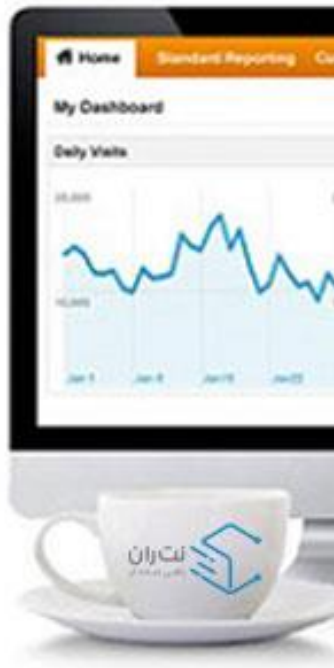 Home
Standard Reporting
My Dashboard
Daily Visits
20,000
10,000
Jan 1
Jan 8
Jan 15
Jan 22
نت‌ران